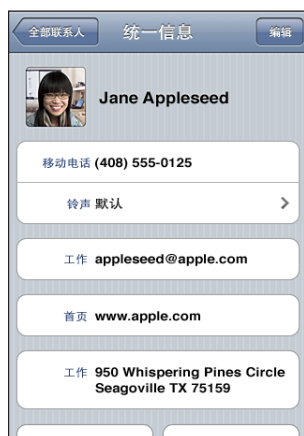 全部联系人 统一信息 编辑
Jane Appleseed
移动电话 (408) 555-0125
铃声 默认
工作 appleseed@apple.com
首页 www.apple.com
工作 950 Whispering Pines Circle
Seagoville TX 75159